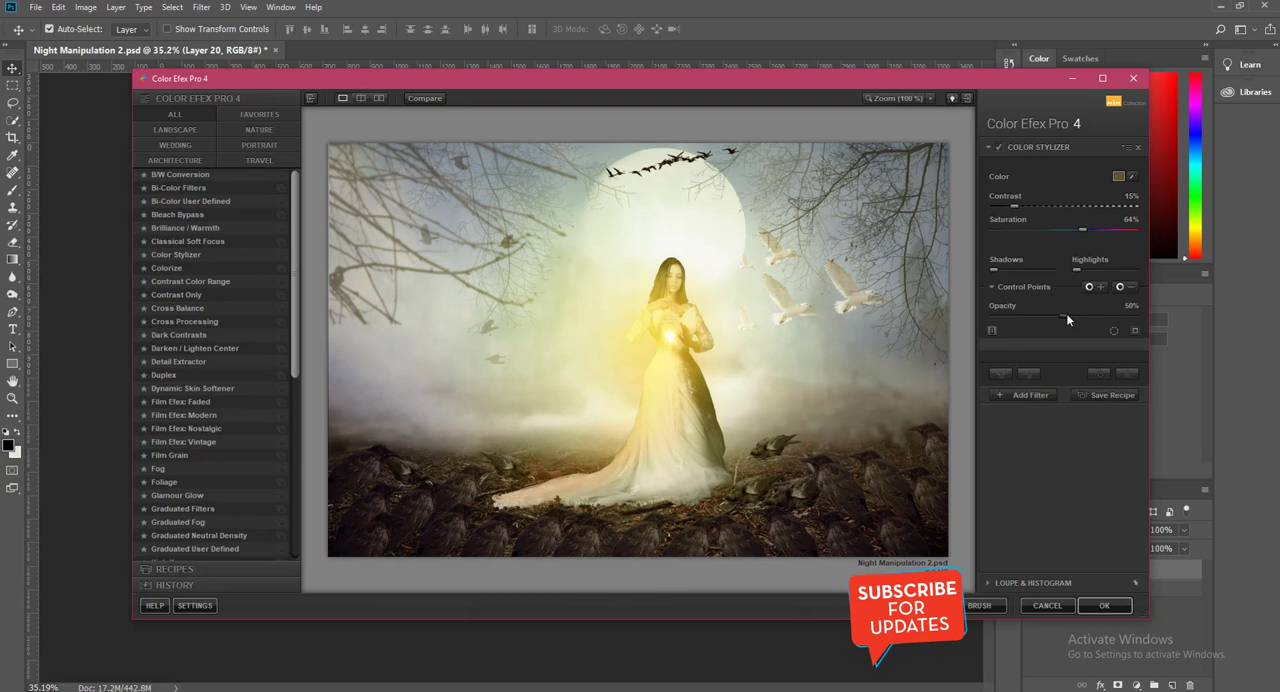 Ps File Edit Image Layer Type Select Filter 3D View Window Help
Auto-Select: Layer Show Transform Controls 3D Mode:
Night Manipulation 2.psd @ 35.2% (Layer 20, RGB/8#) * ×
Color Swatches
Learn
Libraries
Color Efex Pro 4
COLOR EFEX PRO 4
Compare
Zoom (100 %)
ALL FAVORITES
LANDSCAPE NATURE
WEDDING PORTRAIT
ARCHITECTURE TRAVEL
B/W Conversion
Bi-Color Filters
Bi-Color User Defined
Bleach Bypass
Brilliance / Warmth
Classical Soft Focus
Color Stylizer
Colorize
Contrast Color Range
Contrast Only
Cross Balance
Cross Processing
Dark Contrasts
Darken / Lighten Center
Detail Extractor
Duplex
Dynamic Skin Softener
Film Efex: Faded
Film Efex: Modern
Film Efex: Nostalgic
Film Efex: Vintage
Film Grain
Fog
Foliage
Glamour Glow
Graduated Filters
Graduated Fog
Graduated Neutral Density
Graduated User Defined
RECIPES
HISTORY
HELP SETTINGS
Collection
Color Efex Pro 4
COLOR STYLIZER
Color
Contrast 15%
Saturation 64%
Shadows Highlights
Control Points
Opacity 50%
Add Filter Save Recipe
LOUPE & HISTOGRAM
Night Manipulation 2.psd
BRUSH CANCEL OK
SUBSCRIBE
FOR
UPDATES
100%
100%
Activate Windows
Go to Settings to activate Windows.
35.19% Doc: 17.2M/442.8M